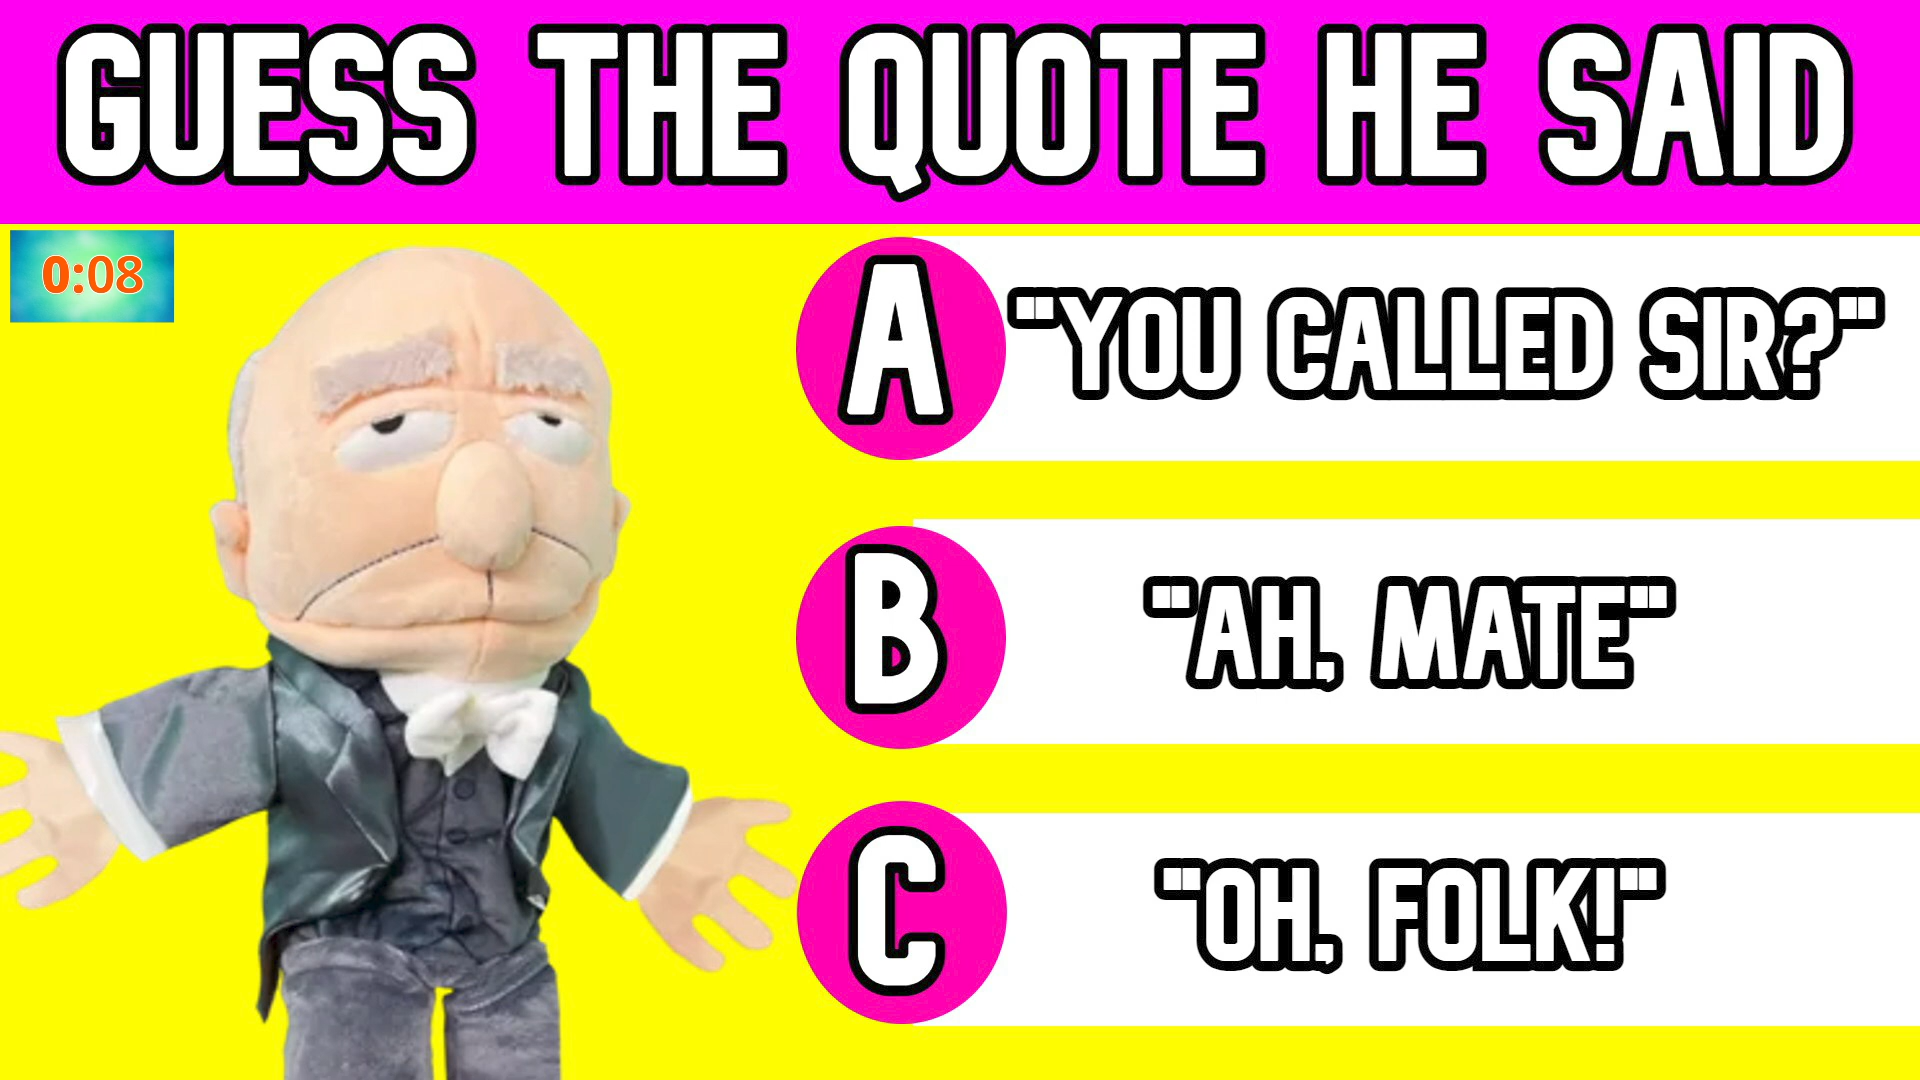 GUESS THE QUOTE HE SAID
0:08
A "YOU CALLED SIR?"
B "AH, MATE"
C "OH, FOLK!"